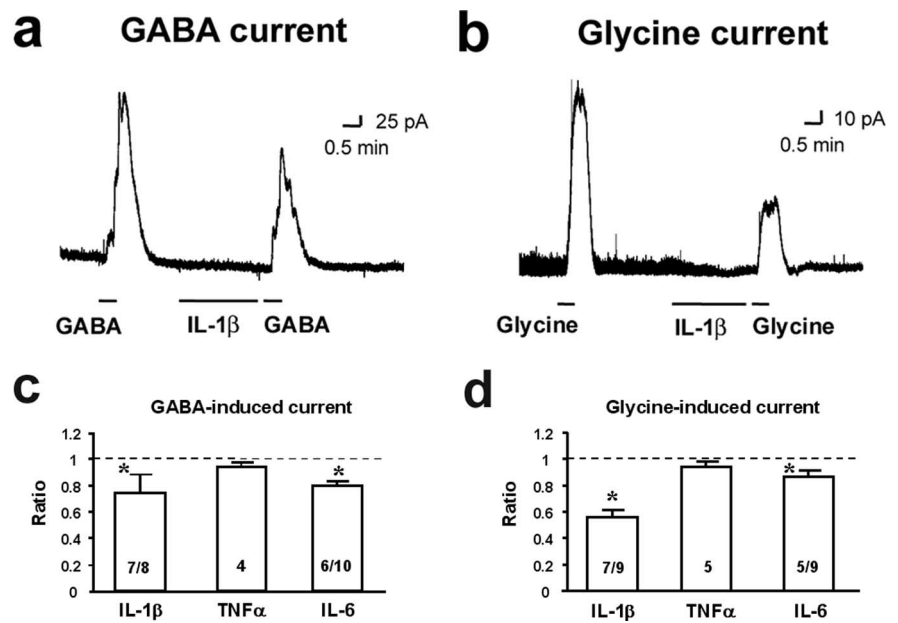 a GABA current
25 pA
0.5 min
GABA IL-1β GABA
b Glycine current
10 pA
0.5 min
Glycine IL-1β Glycine
c
GABA-induced current
Ratio
1.2
1
0.8
0.6
0.4
0.2
0
* *
7/8 4 6/10
IL-1β TNFα IL-6
d
Glycine-induced current
Ratio
1.2
1
0.8
0.6
0.4
0.2
0
* *
7/9 5 5/9
IL-1β TNFα IL-6